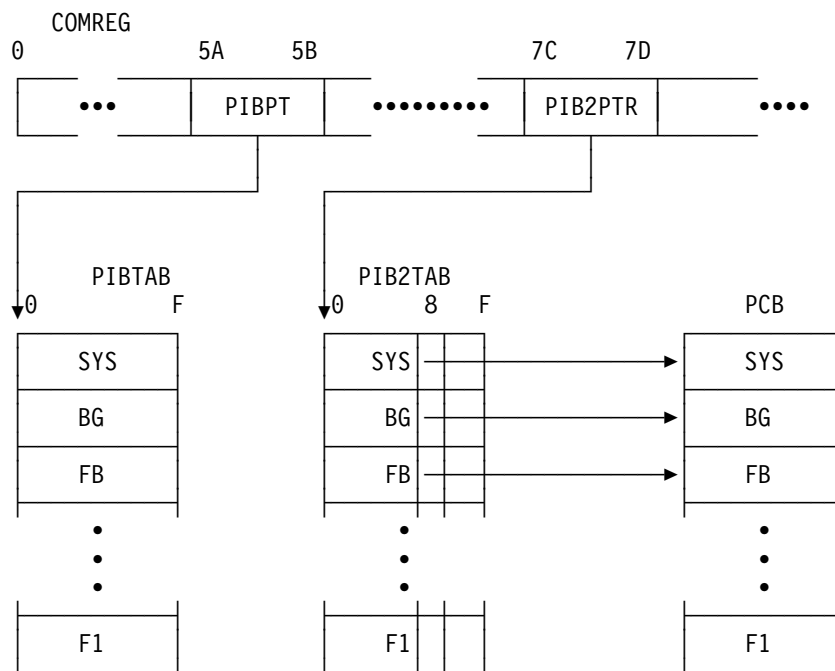 COMREG
0 5A 5B 7C 7D
PIBPT PIB2PTR
PIBTAB PIB2TAB
0 F 0 8 F PCB
SYS SYS SYS
BG BG BG
FB FB FB
F1 F1 F1